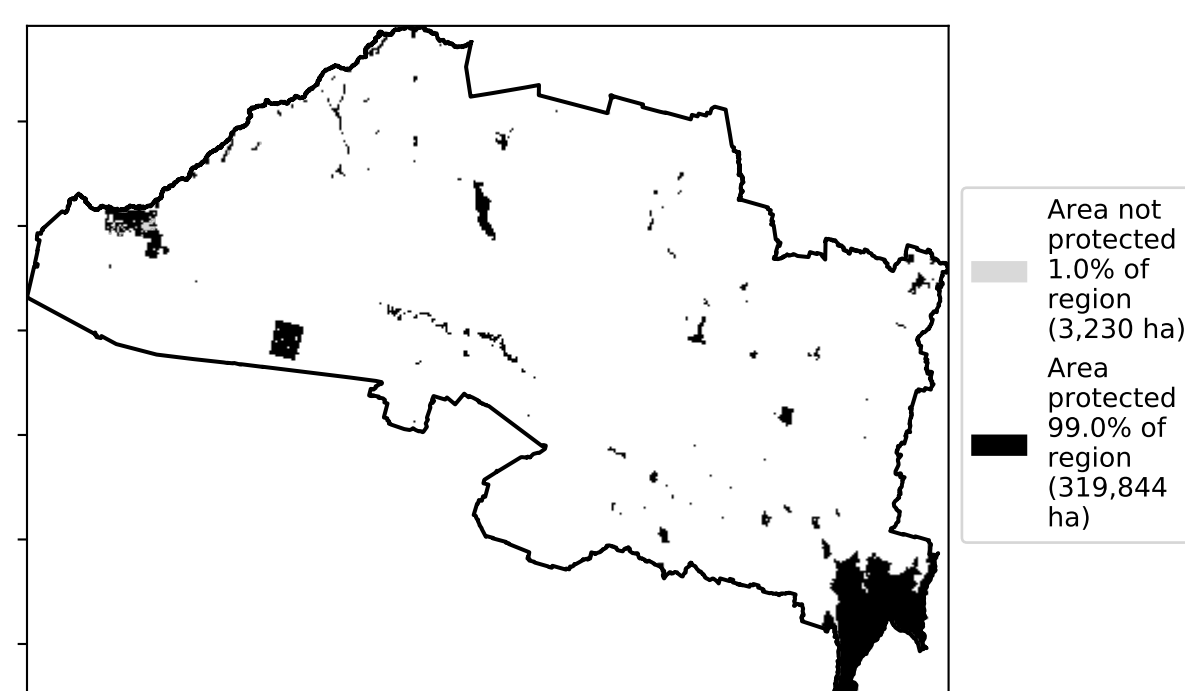 Area not
protected
1.0% of
region
(3,230 ha)
Area
protected
99.0% of
region
(319,844
ha)